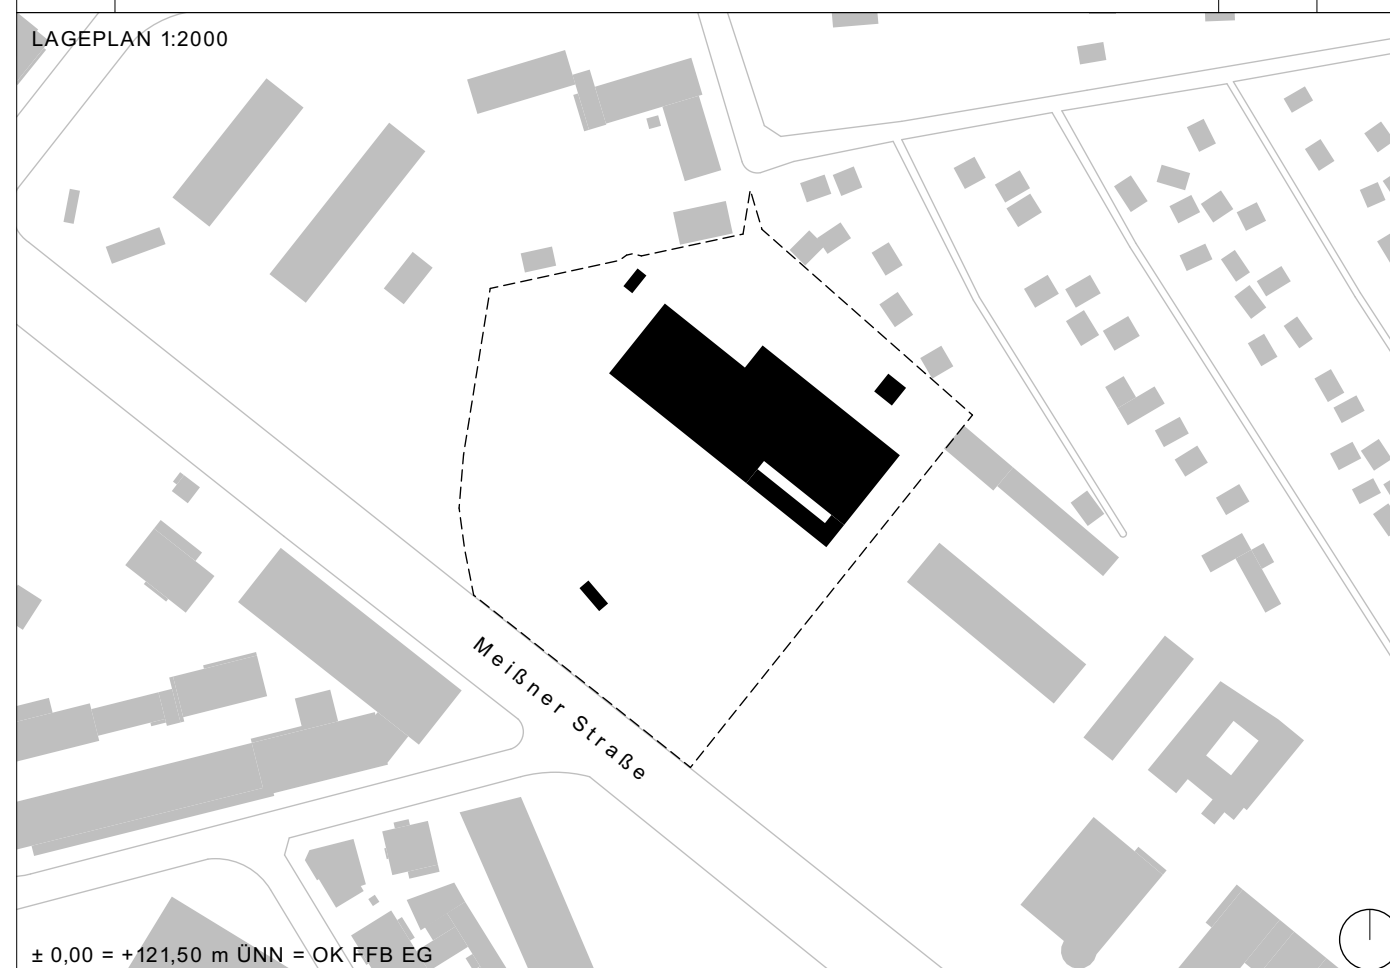 LAGEPLAN 1:2000
Meißner Straße
± 0,00 = +121,50 m ÜNN = OK FFB EG